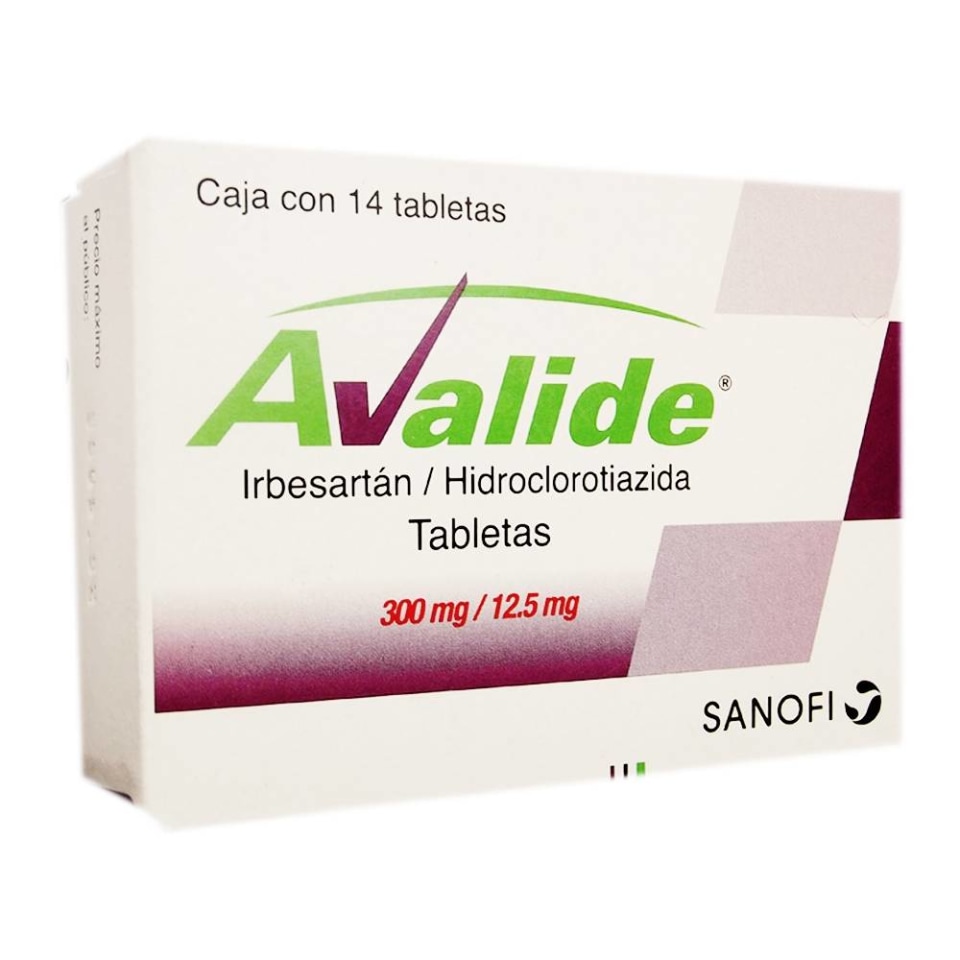 Caja con 14 tabletas
Avalide®
Irbesartán / Hidroclorotiazida
Tabletas
300 mg / 12.5 mg
SANOFI
Precio máximo
al público: